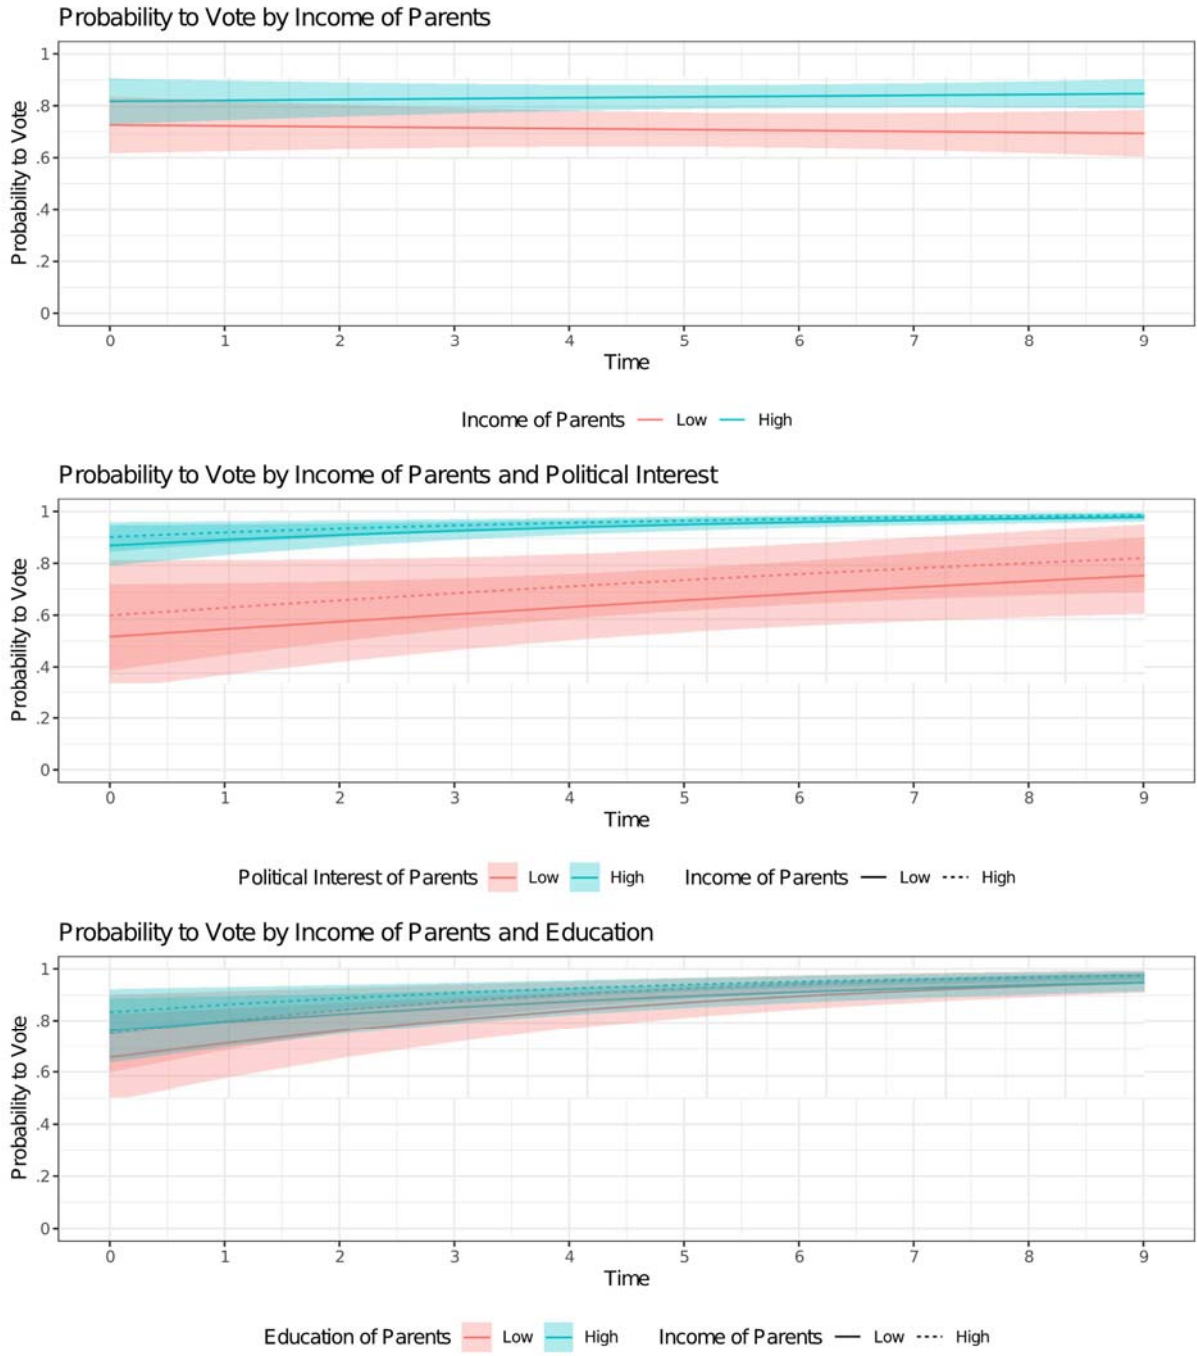 Probability to Vote by Income of Parents
Probability to Vote
1
.8
.6
.4
.2
0
0 1 2 3 4 5 6 7 8 9
Time
Income of Parents Low High
Probability to Vote by Income of Parents and Political Interest
Probability to Vote
1
.8
.6
.4
.2
0
0 1 2 3 4 5 6 7 8 9
Time
Political Interest of Parents Low High Income of Parents Low High
Probability to Vote by Income of Parents and Education
Probability to Vote
1
.8
.6
.4
.2
0
0 1 2 3 4 5 6 7 8 9
Time
Education of Parents Low High Income of Parents Low High